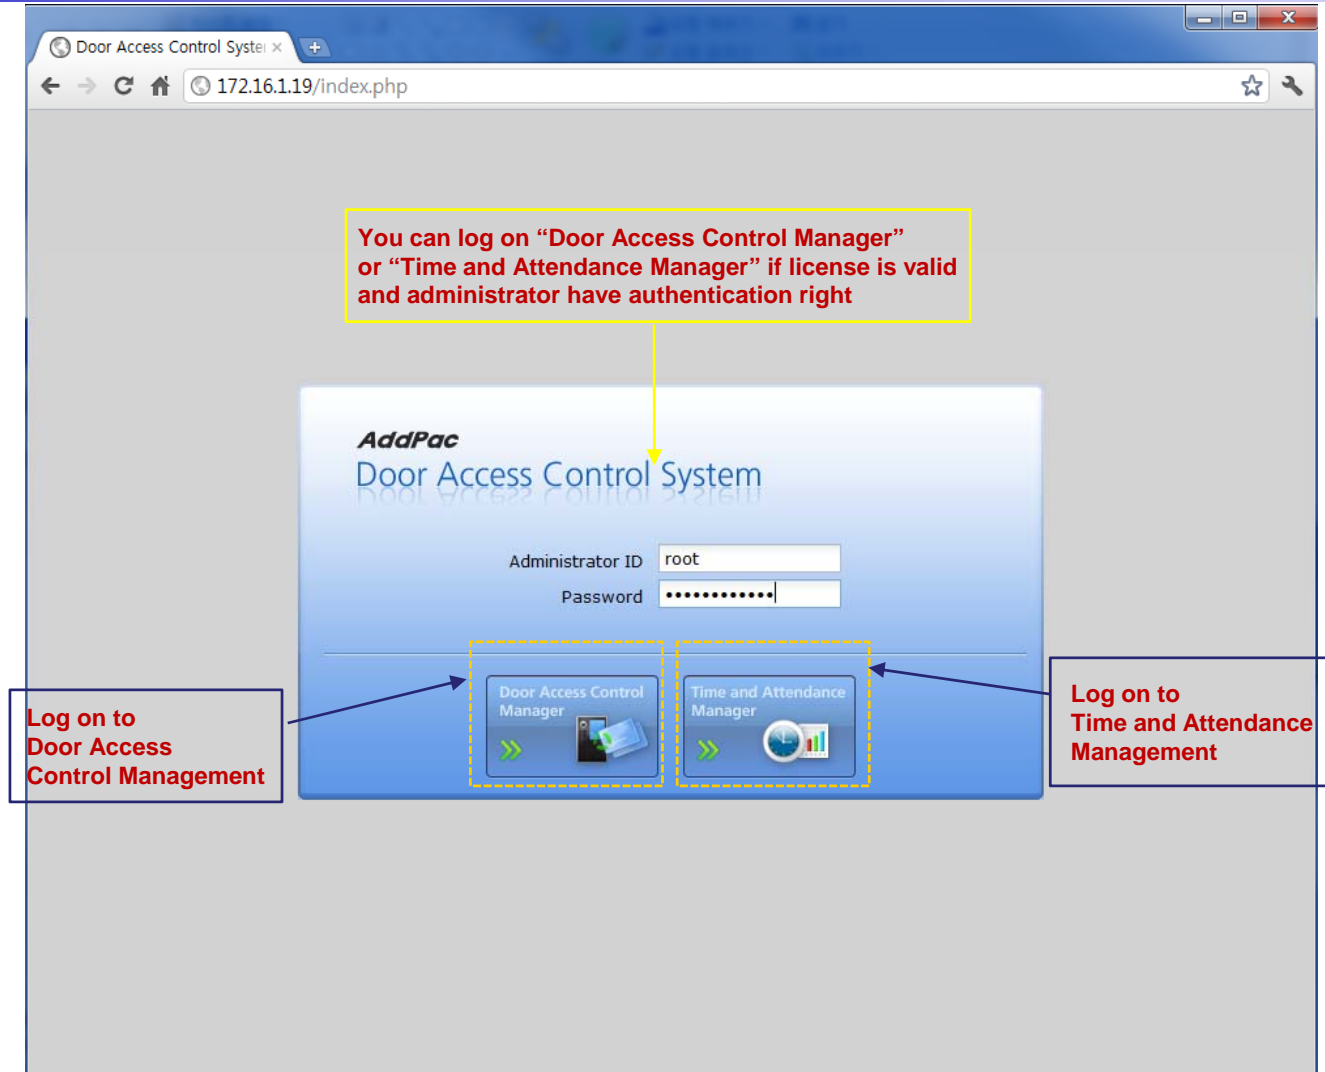 Door Access Control Syster
172.16.1.19/index.php
You can log on “Door Access Control Manager”
or “Time and Attendance Manager” if license is valid
and administrator have authentication right
AddPac
Door Access Control System
Administrator ID root
Password ••••••••••••
Door Access Control
Manager
Time and Attendance
Manager
Log on to
Door Access
Control Management
Log on to
Time and Attendance
Management